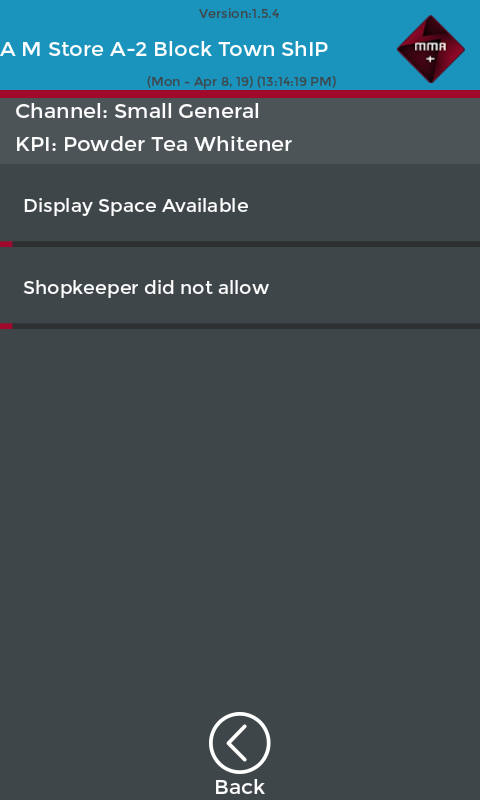 Version:1.5.4
A M Store A-2 Block Town ShIP
MMA
+
(Mon - Apr 8, 19) (13:14:19 PM)
Channel: Small General
KPI: Powder Tea Whitener
Display Space Available
Shopkeeper did not allow
Back